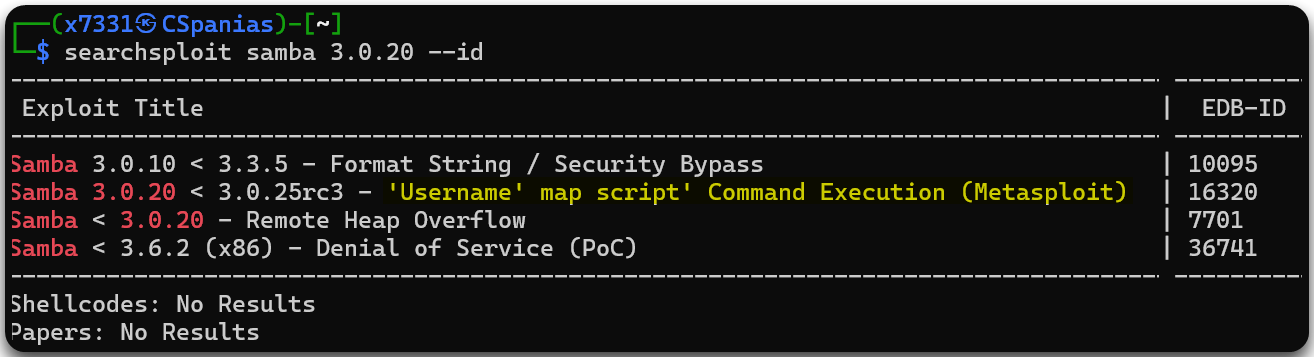 ┌──(x7331㉿CSpanias)-[~]
└─$ searchsploit samba 3.0.20 --id
Exploit Title | EDB-ID
Samba 3.0.10 < 3.3.5 - Format String / Security Bypass | 10095
Samba 3.0.20 < 3.0.25rc3 - 'Username' map script' Command Execution (Metasploit) | 16320
Samba < 3.0.20 - Remote Heap Overflow | 7701
Samba < 3.6.2 (x86) - Denial of Service (PoC) | 36741
Shellcodes: No Results
Papers: No Results